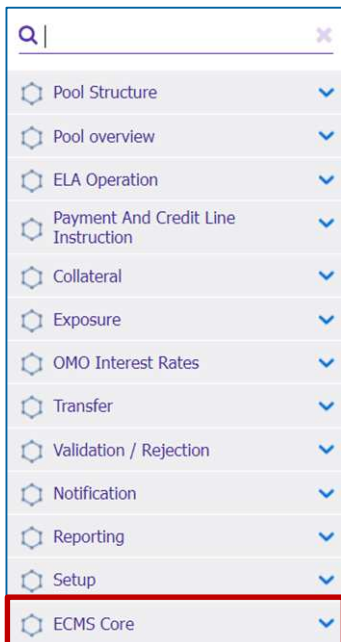 Pool Structure
Pool overview
ELA Operation
Payment And Credit Line
Instruction
Collateral
Exposure
OMO Interest Rates
Transfer
Validation / Rejection
Notification
Reporting
Setup
ECMS Core